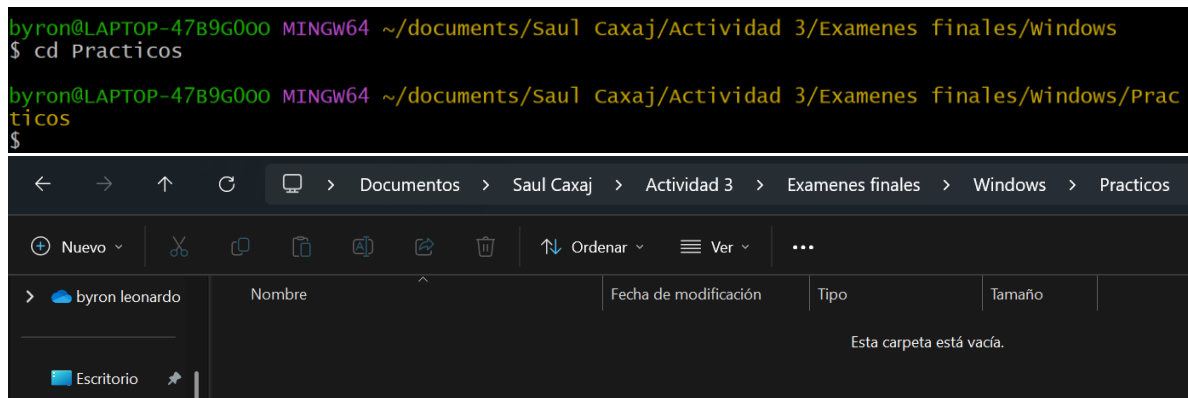 byron@LAPTOP-47B9G0OO MINGW64 ~/documents/Saul Caxaj/Actividad 3/Examenes finales/Windows
$ cd Practicos
byron@LAPTOP-47B9G0OO MINGW64 ~/documents/Saul Caxaj/Actividad 3/Examenes finales/Windows/Prac
ticos
$
> Documentos > Saul Caxaj > Actividad 3 > Examenes finales > Windows > Practicos
Nuevo Ordenar Ver ...
byron leonardo
Nombre Fecha de modificación Tipo Tamaño
Esta carpeta está vacía.
Escritorio